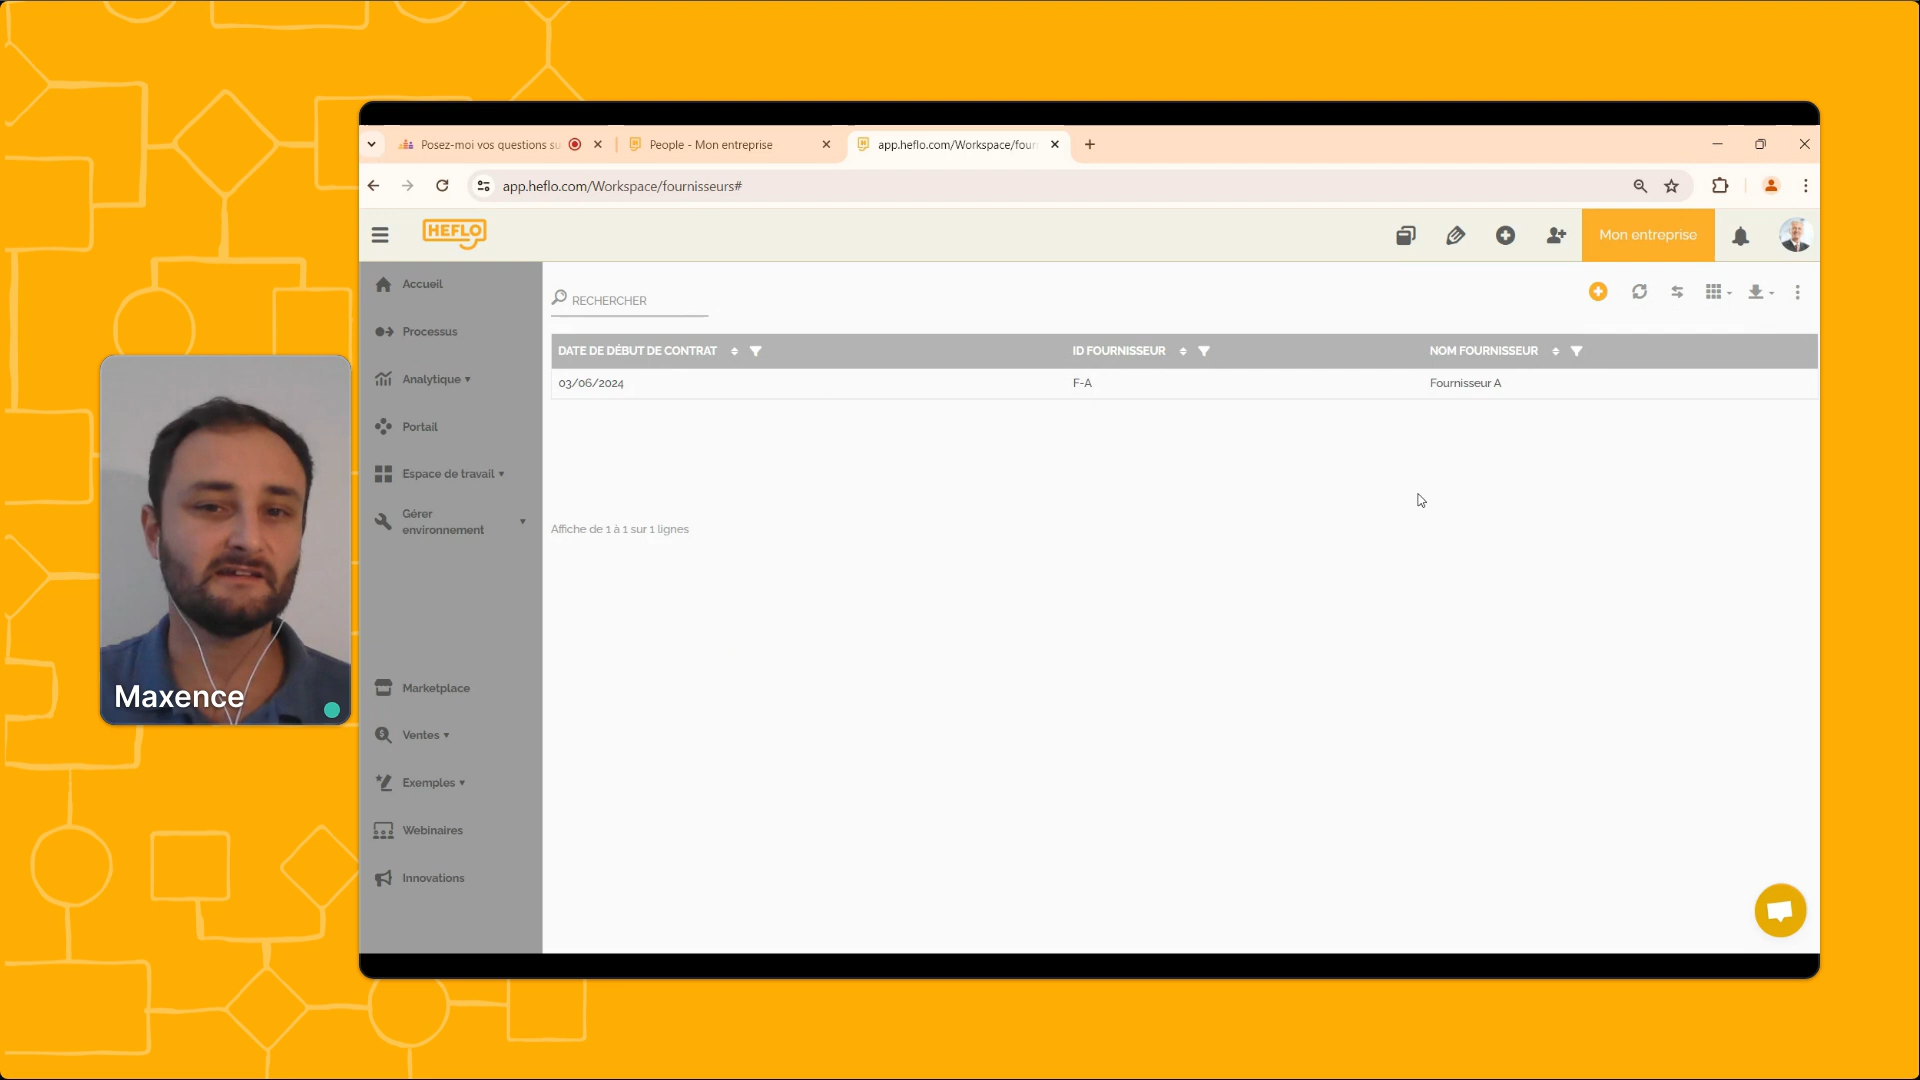 Posez-moi vos questions su
People - Mon entreprise
app.heflo.com/Workspace/four
app.heflo.com/Workspace/fournisseurs#
HEFLO
Mon entreprise
Accueil
Processus
Analytique
Portail
Espace de travail
Gérer
environnement
Marketplace
Ventes
Exemples
Webinaires
Innovations
RECHERCHER
DATE DE DÉBUT DE CONTRAT
ID FOURNISSEUR
NOM FOURNISSEUR
03/06/2024
F-A
Fournisseur A
Affiche de 1 à 1 sur 1 lignes
Maxence